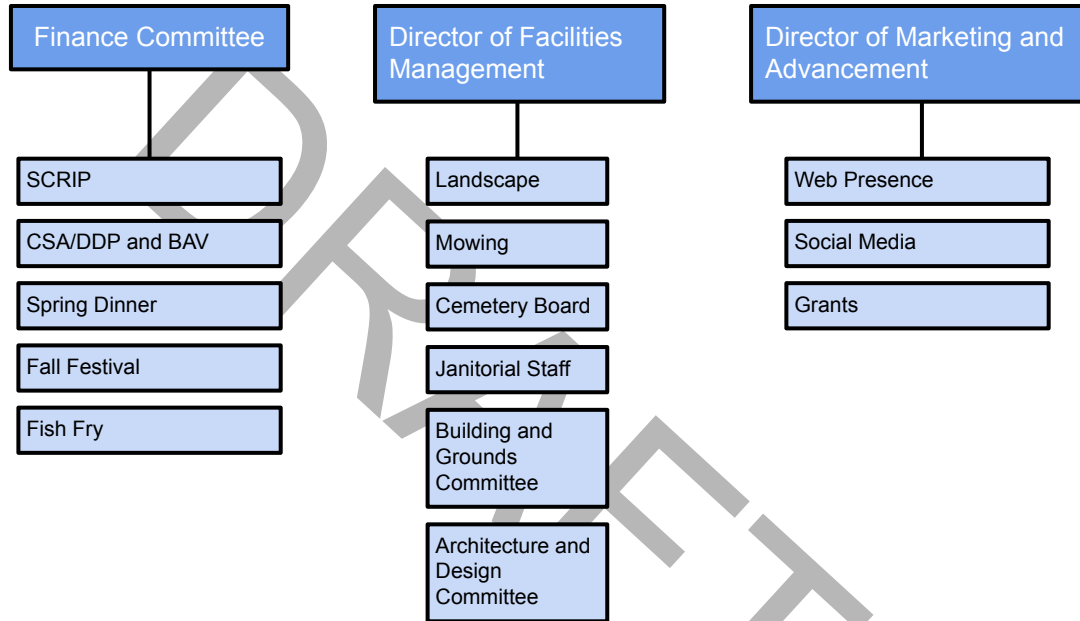 Finance Committee
SCRIP
CSA/DDP and BAV
Spring Dinner
Fall Festival
Fish Fry
Director of Facilities
Management
Landscape
Mowing
Cemetery Board
Janitorial Staff
Building and
Grounds
Committee
Architecture and
Design
Committee
Director of Marketing and
Advancement
Web Presence
Social Media
Grants
DRAFT